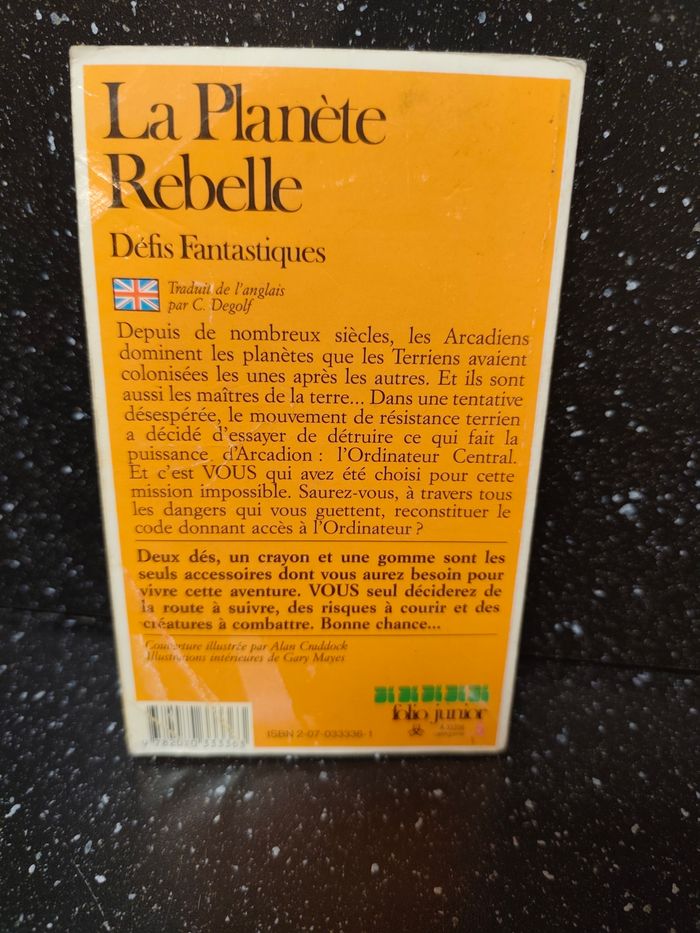 La Planète
Rebelle
Défis Fantastiques
Traduit de l'anglais
par C. Degolf
Depuis de nombreux siècles, les Arcadiens
dominent les planètes que les Terriens avaient
colonisées les unes après les autres. Et ils sont
aussi les maîtres de la terre... Dans une tentative
désespérée, le mouvement de résistance terrien
a décidé d'essayer de détruire ce qui fait la
puissance d'Arcadion : l'Ordinateur Central.
Et c'est VOUS qui avez été choisi pour cette
mission impossible. Saurez-vous, à travers tous
les dangers qui vous guettent, reconstituer le
code donnant accès à l'Ordinateur ?
Deux dés, un crayon et une gomme sont les
seuls accessoires dont vous aurez besoin pour
vivre cette aventure. VOUS seul déciderez de
la route à suivre, des risques à courir et des
créatures à combattre. Bonne chance...
Couverture illustrée par Alan Craddock
Illustrations intérieures de Gary Mayes
folio junior
ISBN 2-07-033336-1